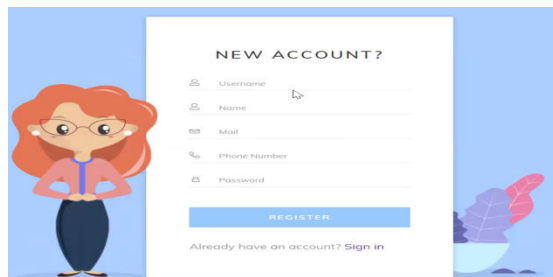 NEW ACCOUNT?
Username
Name
Mail
Phone Number
Password
REGISTER
Already have an account? Sign in